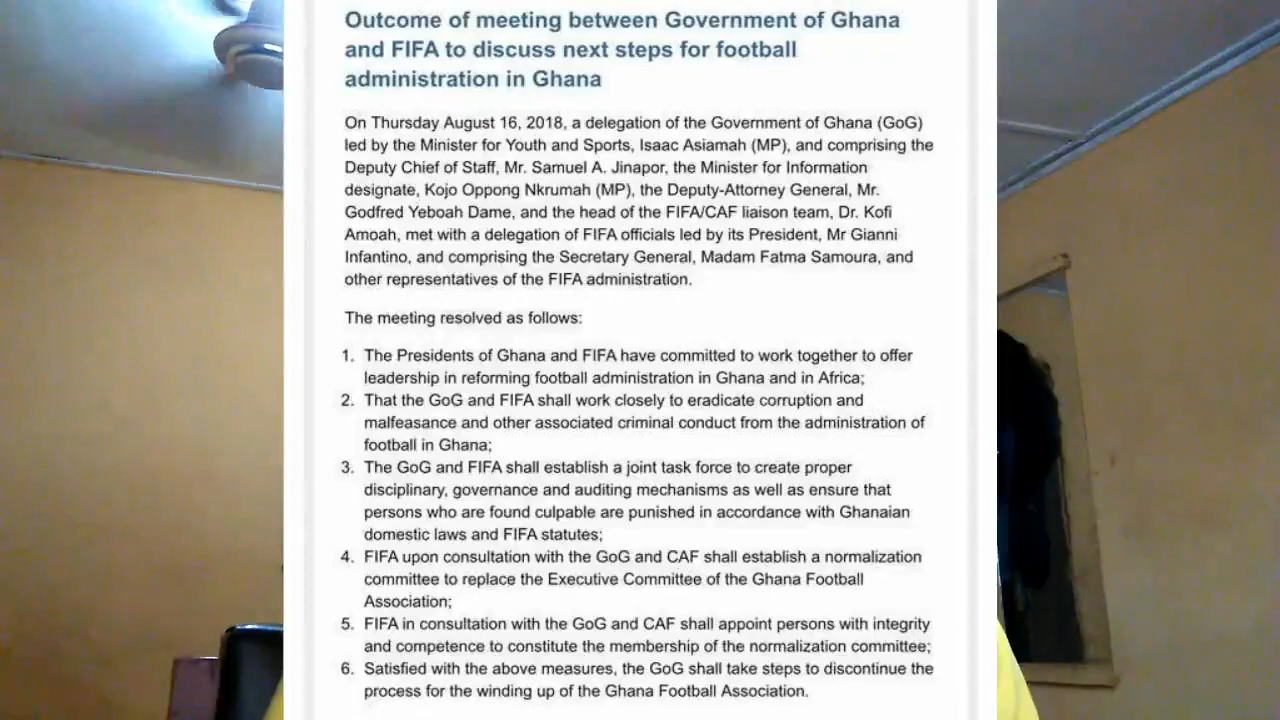 Outcome of meeting between Government of Ghana
and FIFA to discuss next steps for football
administration in Ghana
On Thursday August 16, 2018, a delegation of the Government of Ghana (GoG)
led by the Minister for Youth and Sports, Isaac Asiamah (MP), and comprising the
Deputy Chief of Staff, Mr. Samuel A. Jinapor, the Minister for Information
designate, Kojo Oppong Nkrumah (MP), the Deputy-Attorney General, Mr.
Godfred Yeboah Dame, and the head of the FIFA/CAF liaison team, Dr. Kofi
Amoah, met with a delegation of FIFA officials led by its President, Mr Gianni
Infantino, and comprising the Secretary General, Madam Fatma Samoura, and
other representatives of the FIFA administration.
The meeting resolved as follows:
1. The Presidents of Ghana and FIFA have committed to work together to offer
leadership in reforming football administration in Ghana and in Africa;
2. That the GoG and FIFA shall work closely to eradicate corruption and
malfeasance and other associated criminal conduct from the administration of
football in Ghana;
3. The GoG and FIFA shall establish a joint task force to create proper
disciplinary, governance and auditing mechanisms as well as ensure that
persons who are found culpable are punished in accordance with Ghanaian
domestic laws and FIFA statutes;
4. FIFA upon consultation with the GoG and CAF shall establish a normalization
committee to replace the Executive Committee of the Ghana Football
Association;
5. FIFA in consultation with the GoG and CAF shall appoint persons with integrity
and competence to constitute the membership of the normalization committee;
6. Satisfied with the above measures, the GoG shall take steps to discontinue the
process for the winding up of the Ghana Football Association.